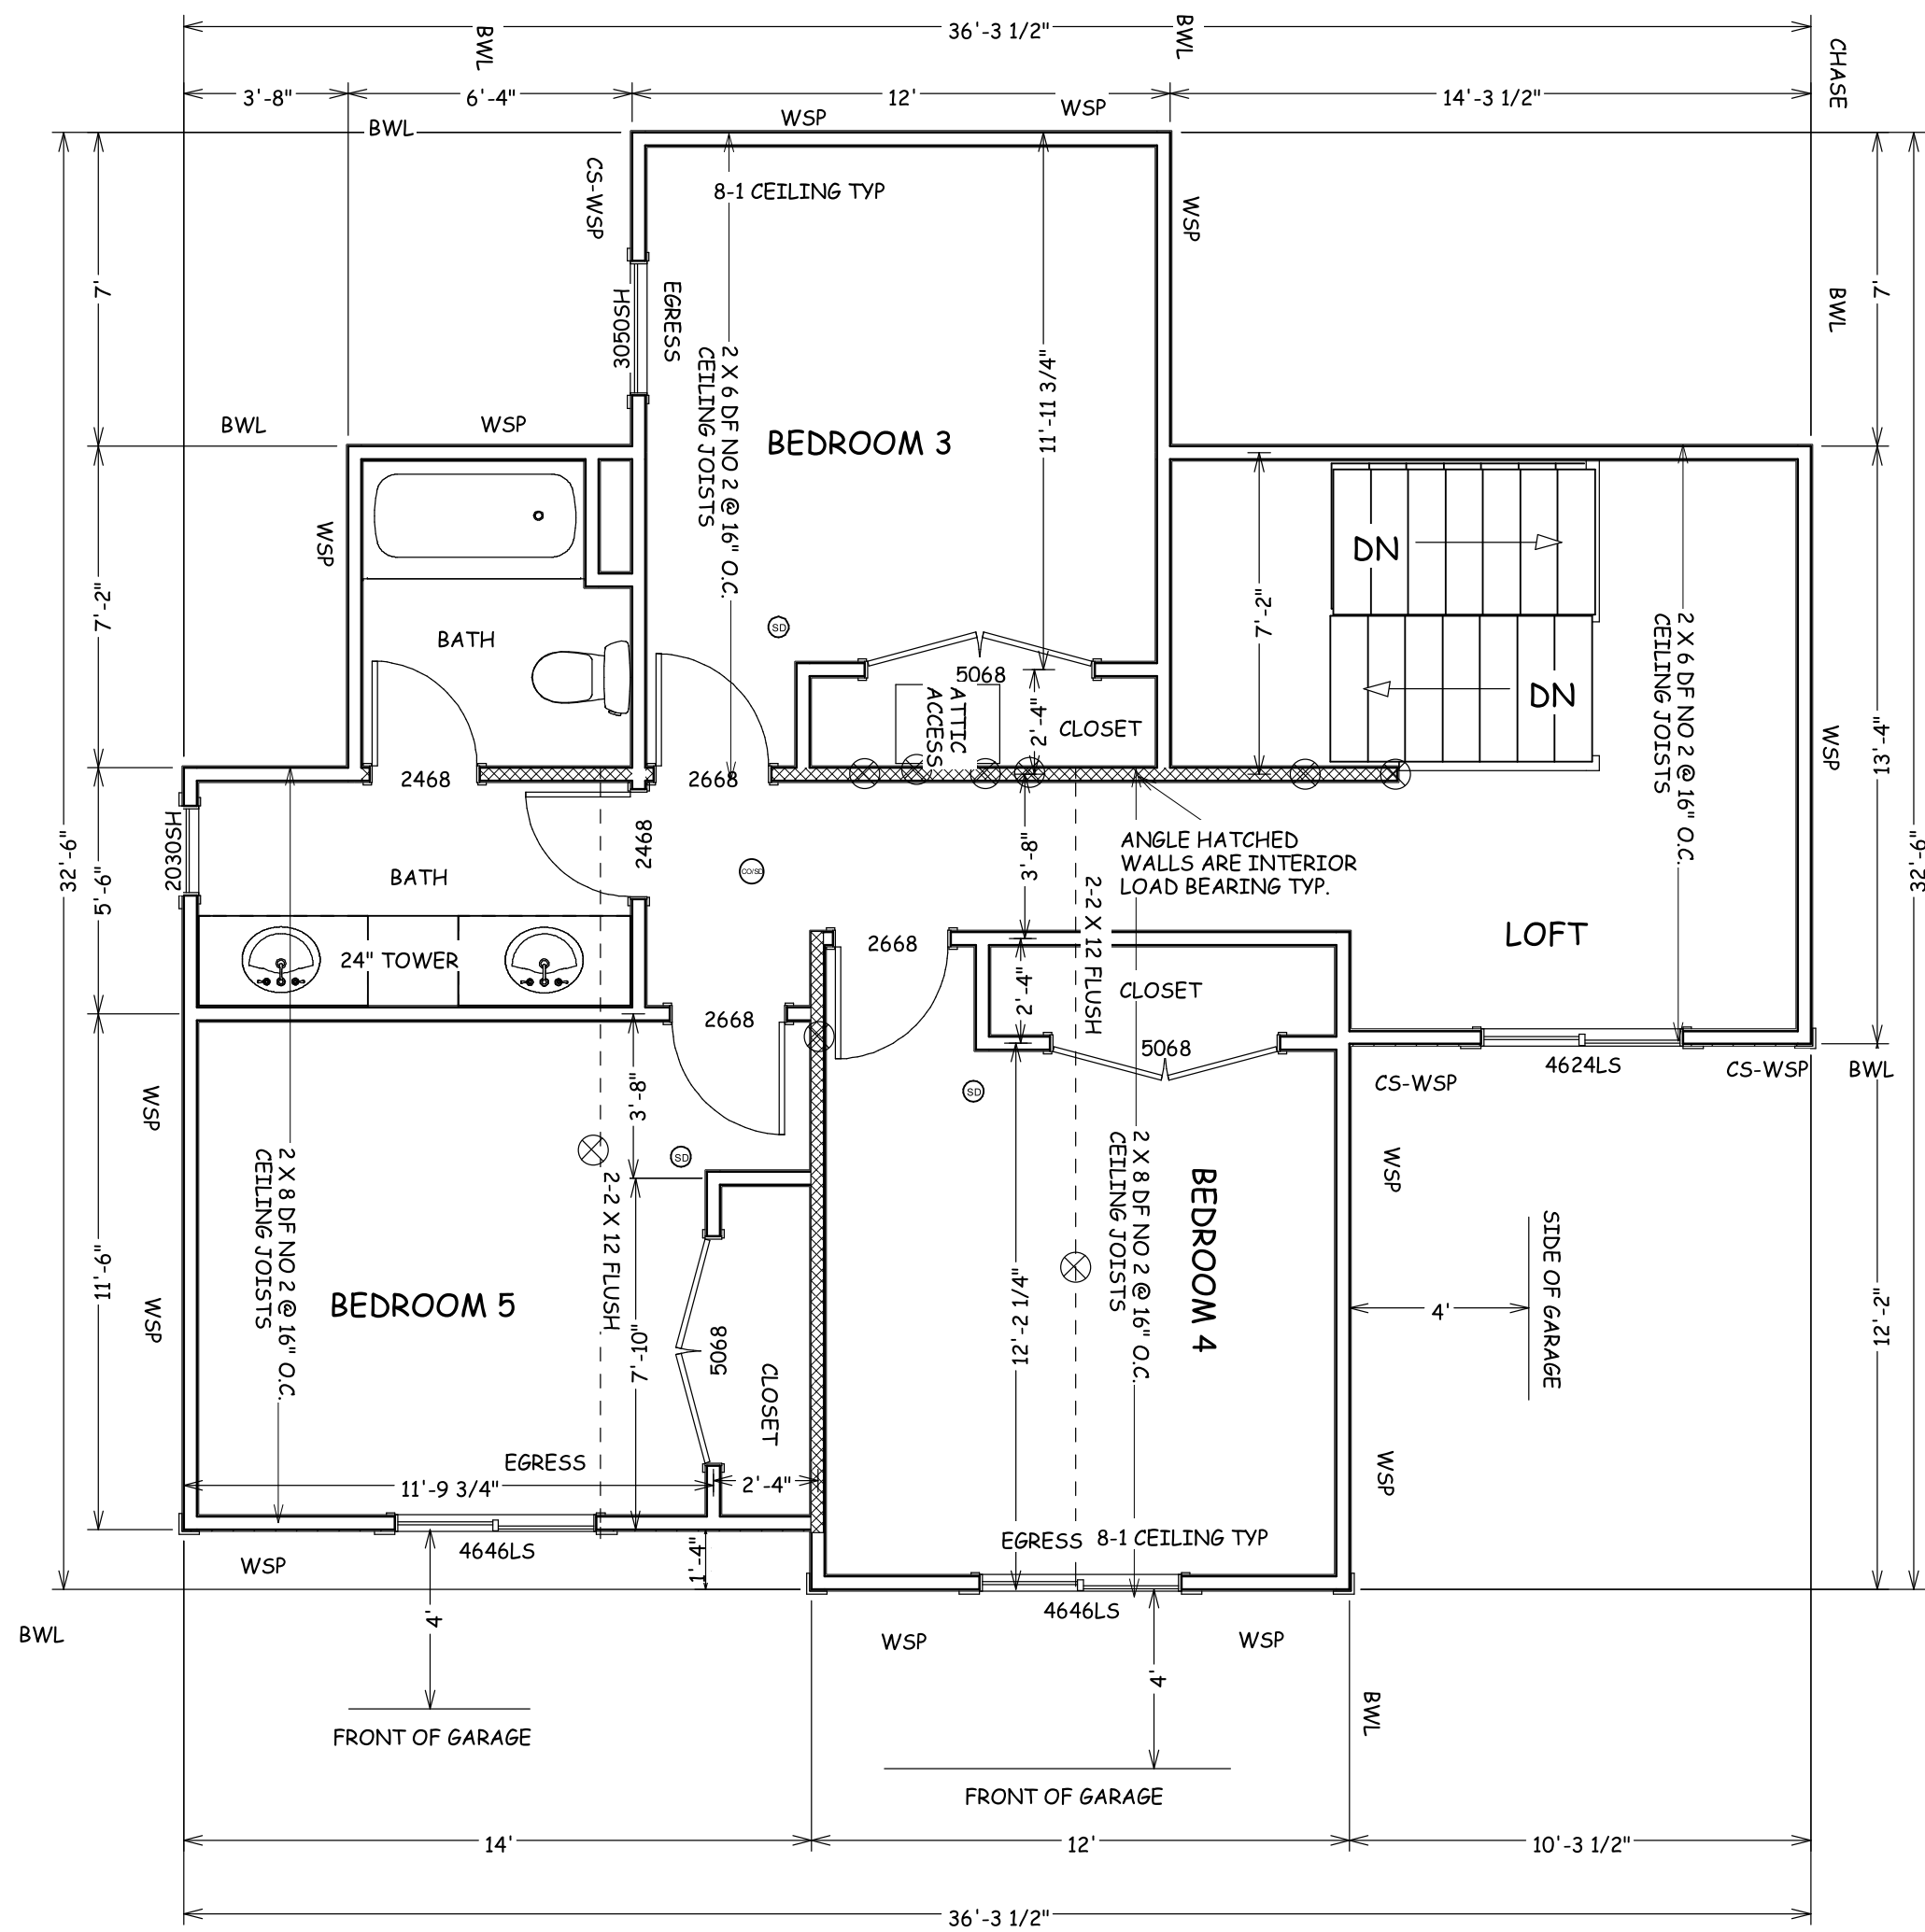 36'-3 1/2"
BWL
BWL
CHASE
3'-8"
6'-4"
12'
14'-3 1/2"
BWL
WSP
WSP
CS-WSP
8-1 CEILING TYP
WSP
7'
3050SH
EGRESS
2 X 6 DF NO 2 @ 16" O.C.
CEILING JOISTS
11'-11 3/4"
BWL
7'
BWL
WSP
BEDROOM 3
WSP
7'-2"
BATH
SD
5068
ATTIC
ACCESS
2'-4"
CLOSET
7'-2"
DN
DN
2 X 6 DF NO 2 @ 16" O.C.
CEILING JOISTS
WSP
13'-4"
2468
2668
32'-6"
5'-6"
2030SH
BATH
2468
CO/SD
3'-8"
ANGLE HATCHED
WALLS ARE INTERIOR
LOAD BEARING TYP.
32'-6"
24" TOWER
2668
2'-4"
2-2 X 12 FLUSH
CLOSET
LOFT
2668
5068
4624LS
CS-WSP
CS-WSP
BWL
WSP
3'-8"
SD
SD
2 X 8 DF NO 2 @ 16" O.C.
CEILING JOISTS
2-2 X 12 FLUSH
2 X 8 DF NO 2 @ 16" O.C.
CEILING JOISTS
BEDROOM 4
WSP
SIDE OF GARAGE
4'
12'-2"
11'-6"
WSP
BEDROOM 5
7'-10"
5068
CLOSET
12'-2 1/4"
EGRESS
11'-9 3/4"
2'-4"
WSP
4646LS
WSP
1'-4"
EGRESS
8-1 CEILING TYP
4646LS
BWL
4'
WSP
WSP
4'
BWL
FRONT OF GARAGE
FRONT OF GARAGE
14'
12'
10'-3 1/2"
36'-3 1/2"